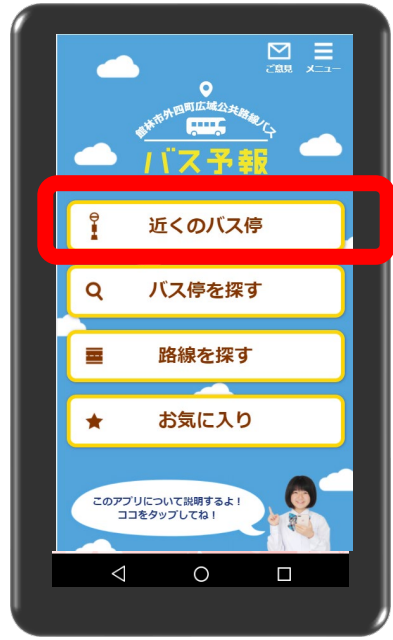 ご意見
メニュー
館林市外四町広域公共路線バス
バス予報
近くのバス停
バス停を探す
路線を探す
お気に入り
このアプリについて説明するよ！
ココをタップしてね！